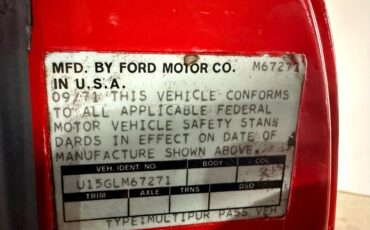 MFD. BY FORD MOTOR CO. M67271
IN U.S.A.
09/71 THIS VEHICLE CONFORMS
TO ALL APPLICABLE FEDERAL
MOTOR VEHICLE SAFETY STAN%
DARDS IN EFFECT ON DATE OF
MANUFACTURE SHOWN ABOVE.
VEH. IDENT. NO. BODY COL
U15GLM67271
TRIM AXLE TRNS DSO
TYPE:MULTIPUR PASS VEH